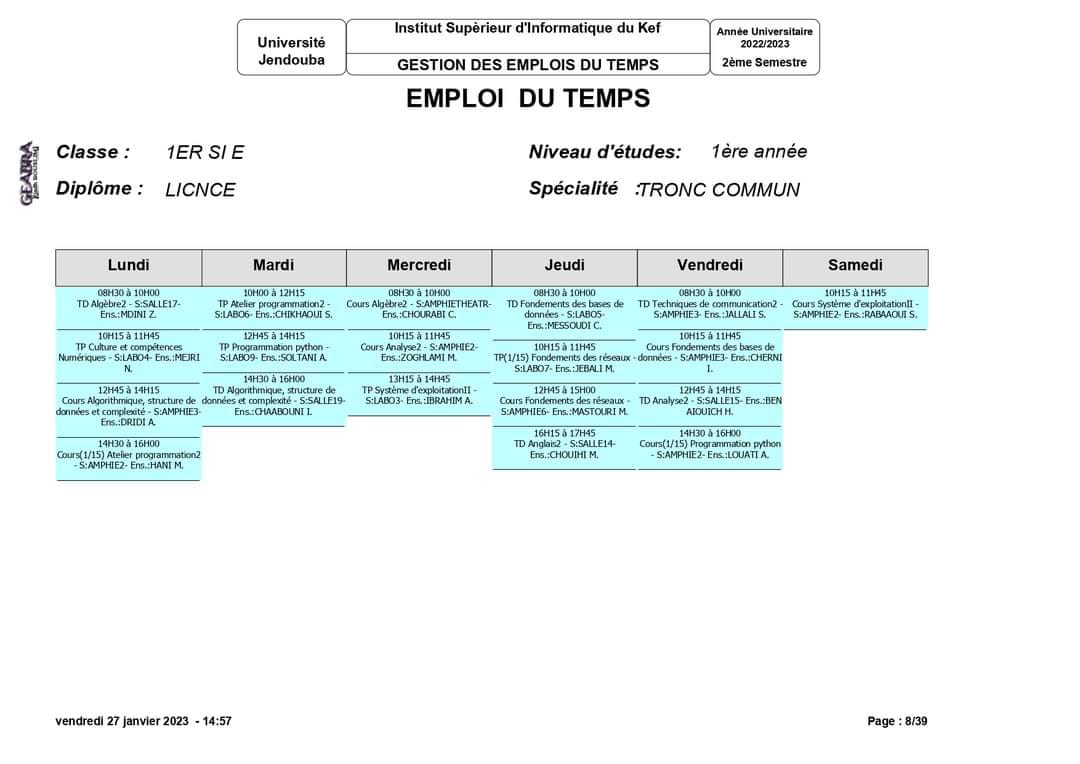 Université
Jendouba
Institut Supèrieur d'Informatique du Kef
GESTION DES EMPLOIS DU TEMPS
Année Universitaire
2022/2023
2ème Semestre
EMPLOI DU TEMPS
GEABRA
Classe : 1ER SI E
Niveau d'études: 1ère année
Diplôme : LICNCE
Spécialité :TRONC COMMUN
Lundi
08H30 à 10H00
TD Algèbre2 - S:SALLE17-
Ens.:MDINI Z.
10H15 à 11H45
TP Culture et compétences
Numériques - S:LABO4- Ens.:MEJRI
N.
12H45 à 14H15
Cours Algorithmique, structure de
données et complexité - S:AMPHIE3-
Ens.:DRIDI A.
14H30 à 16H00
Cours(1/15) Atelier programmation2
- S:AMPHIE2- Ens.:HANI M.
Mardi
10H00 à 12H15
TP Atelier programmation2 -
S:LABO6- Ens.:CHIKHAOUI S.
12H45 à 14H15
TP Programmation python -
S:LABO9- Ens.:SOLTANI A.
14H30 à 16H00
TD Algorithmique, structure de
données et complexité - S:SALLE19-
Ens.:CHAABOUNI I.
Mercredi
08H30 à 10H00
Cours Algèbre2 - S:AMPHIETHEATR-
Ens.:CHOURABI C.
10H15 à 11H45
Cours Analyse2 - S:AMPHIE2-
Ens.:ZOGHLAMI M.
13H15 à 14H45
TP Système d'exploitationII -
S:LABO3- Ens.:IBRAHIM A.
Jeudi
08H30 à 10H00
TD Fondements des bases de
données - S:LABO5-
Ens.:MESSOUDI C.
10H15 à 11H45
TP(1/15) Fondements des réseaux -
S:LABO7- Ens.:JEBALI M.
12H45 à 15H00
Cours Fondements des réseaux -
S:AMPHIE6- Ens.:MASTOURI M.
16H15 à 17H45
TD Anglais2 - S:SALLE14-
Ens.:CHOUIHI M.
Vendredi
08H30 à 10H00
TD Techniques de communication2 -
S:AMPHIE3- Ens.:JALLALI S.
10H15 à 11H45
Cours Fondements des bases de
données - S:AMPHIE3- Ens.:CHERNI
I.
12H45 à 14H15
TD Analyse2 - S:SALLE15- Ens.:BEN
AIOUICH H.
14H30 à 16H00
Cours(1/15) Programmation python
- S:AMPHIE2- Ens.:LOUATI A.
Samedi
10H15 à 11H45
Cours Système d'exploitationII -
S:AMPHIE2- Ens.:RABAAOUI S.
vendredi 27 janvier 2023 - 14:57
Page : 8/39